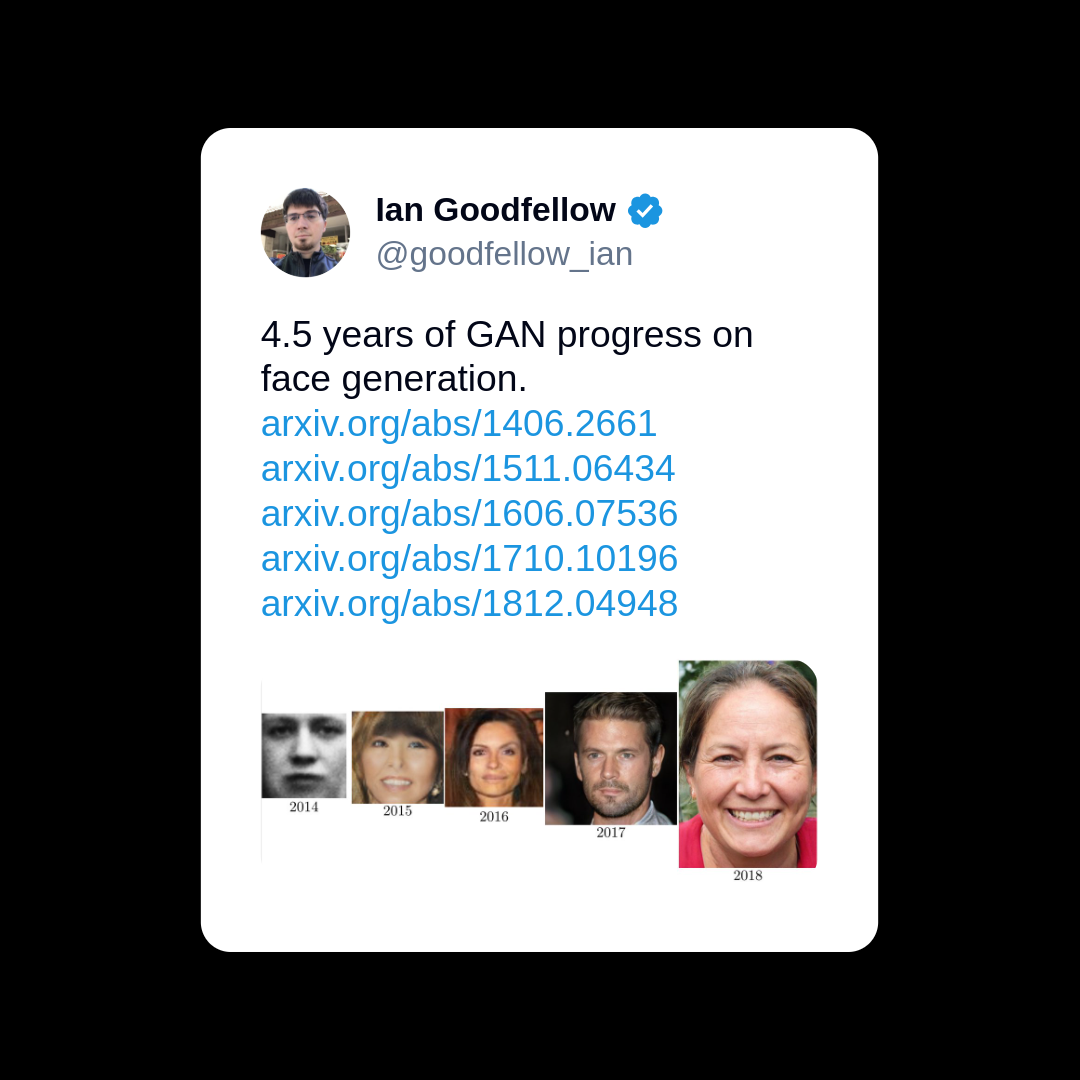 Ian Goodfellow
@goodfellow_ian
4.5 years of GAN progress on
face generation.
arxiv.org/abs/1406.2661
arxiv.org/abs/1511.06434
arxiv.org/abs/1606.07536
arxiv.org/abs/1710.10196
arxiv.org/abs/1812.04948
2014
2015
2016
2017
2018